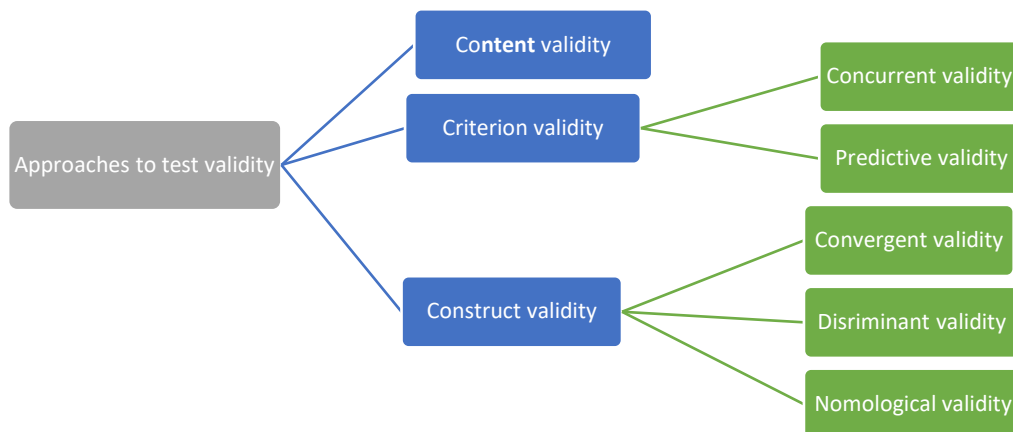 Approaches to test validity
Content validity
Criterion validity
Concurrent validity
Predictive validity
Construct validity
Convergent validity
Disriminant validity
Nomological validity